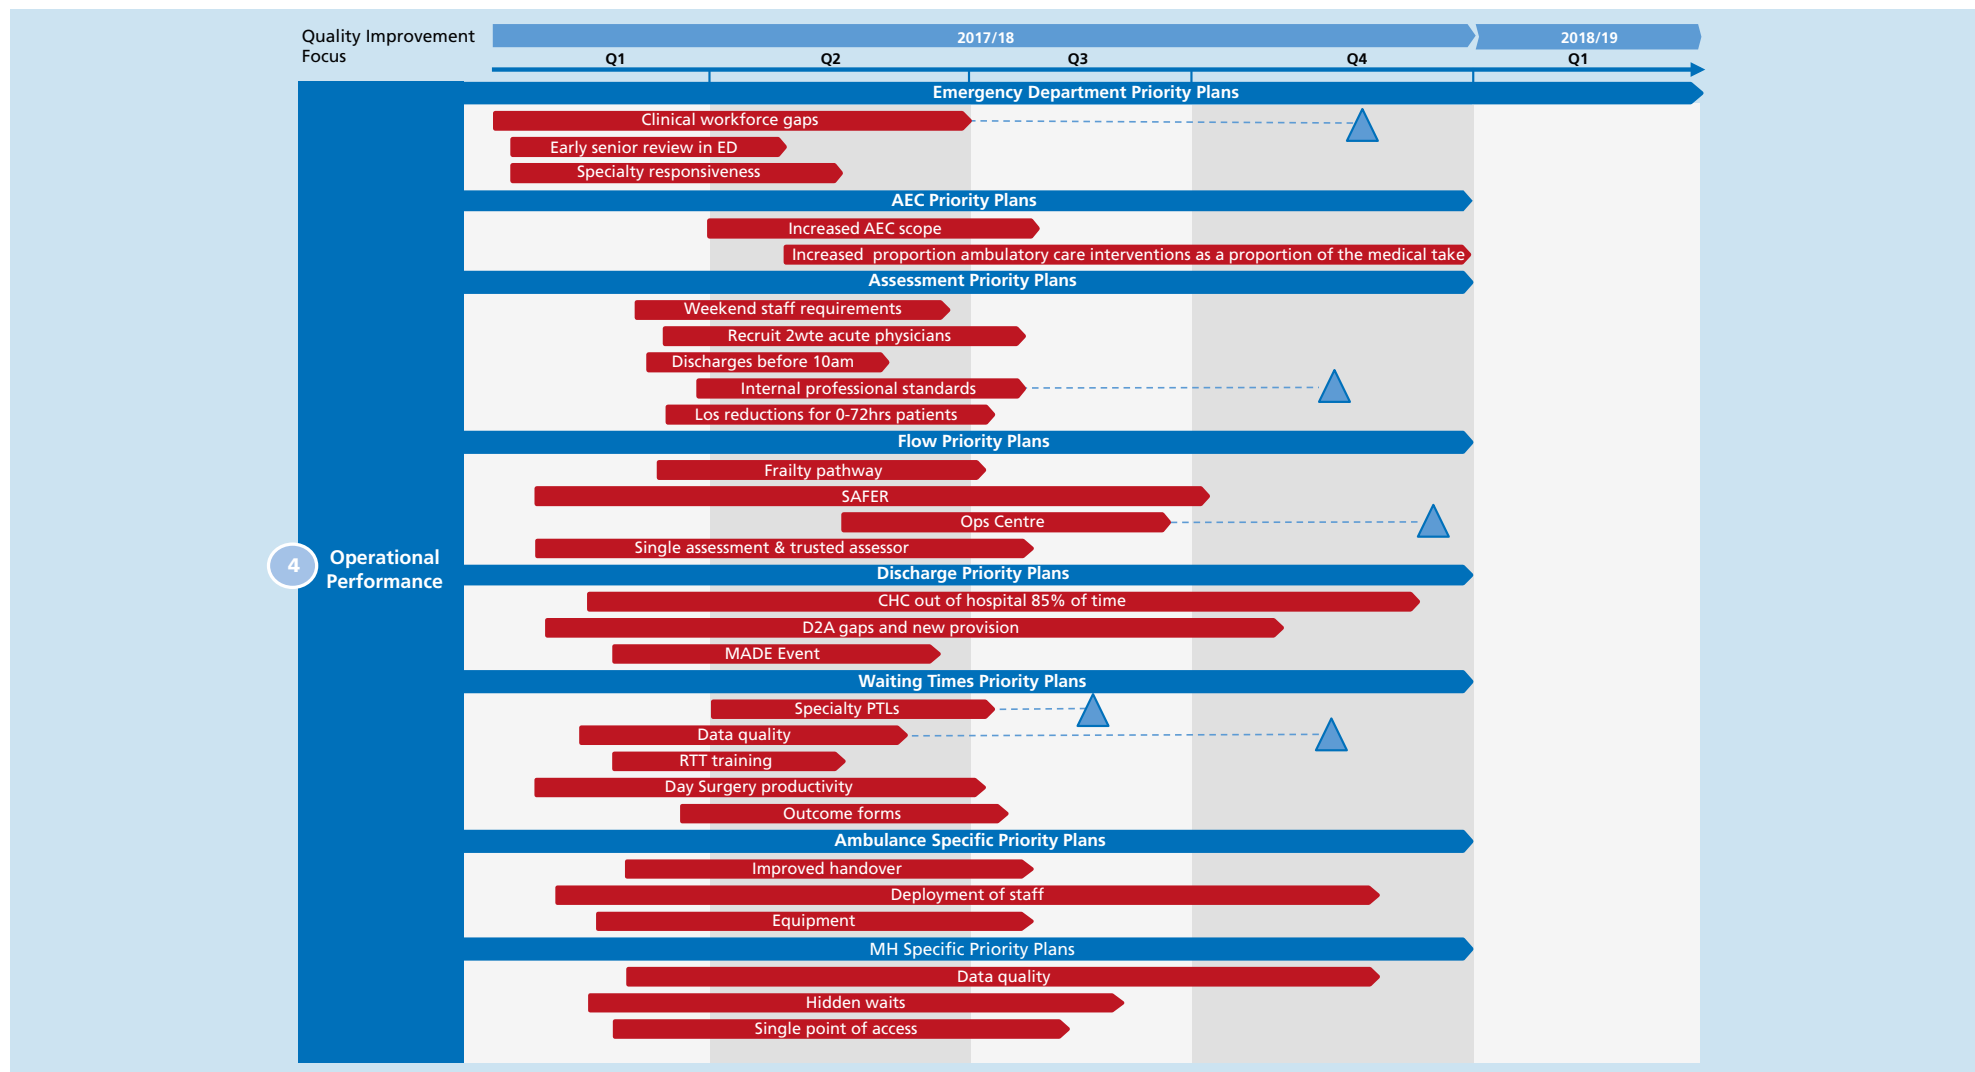 Quality Improvement
Focus
2017/18
2018/19
Q1
Q2
Q3
Q4
Q1
Emergency Department Priority Plans
Clinical workforce gaps
Early senior review in ED
Specialty responsiveness
AEC Priority Plans
Increased AEC scope
Increased  proportion ambulatory care interventions as a proportion of the medical take
Assessment Priority Plans
Weekend staff requirements
Recruit 2wte acute physicians
Discharges before 10am
Internal professional standards
Los reductions for 0-72hrs patients
Flow Priority Plans
Frailty pathway
SAFER
Ops Centre
Single assessment & trusted assessor
4
Operational
Performance
Discharge Priority Plans
CHC out of hospital 85% of time
D2A gaps and new provision
MADE Event
Waiting Times Priority Plans
Specialty PTLs
Data quality
RTT training
Day Surgery productivity
Outcome forms
Ambulance Specific Priority Plans
Improved handover
Deployment of staff
Equipment
MH Specific Priority Plans
Data quality
Hidden waits
Single point of access